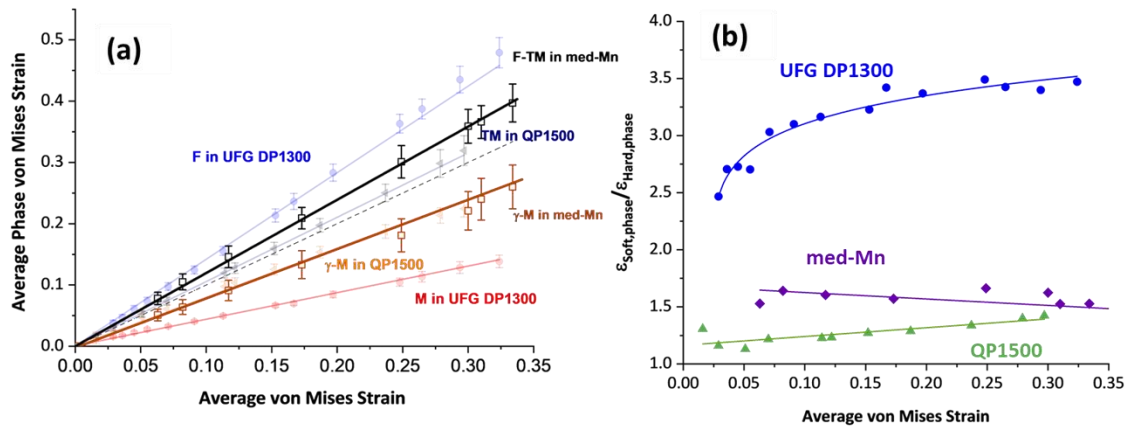 (a)
Average Phase von Mises Strain
0.5
0.4
0.3
0.2
0.1
0.0
F-TM in med-Mn
TM in QP1500
F in UFG DP1300
γ-M in med-Mn
γ-M in QP1500
M in UFG DP1300
0.00 0.05 0.10 0.15 0.20 0.25 0.30 0.35
Average von Mises Strain
(b)
εSoft,phase/εHard,phase
4.0
3.5
3.0
2.5
2.0
1.5
1.0
UFG DP1300
med-Mn
QP1500
0.00 0.05 0.10 0.15 0.20 0.25 0.30 0.35
Average von Mises Strain